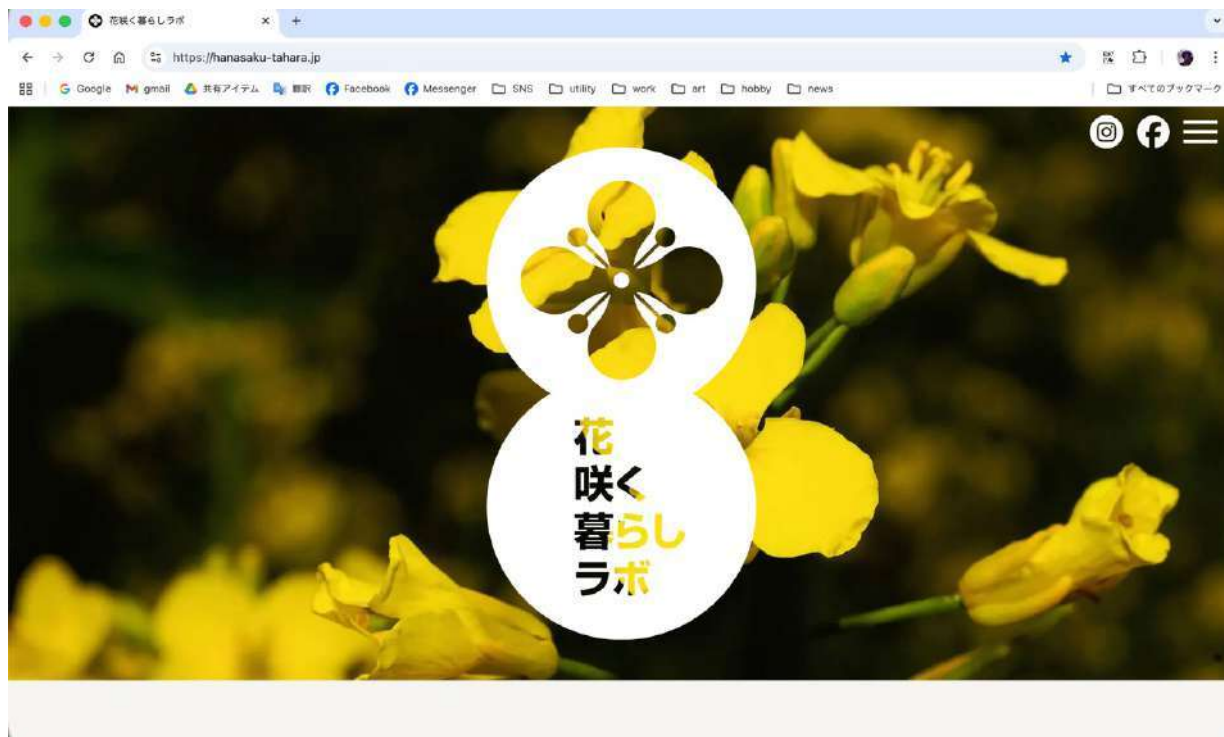 花咲く暮らしラボ
https://hanasaku-tahara.jp
Google gmail 共有アイテム 翻訳 Facebook Messenger SNS utility work art hobby news すべてのブックマーク
花
咲く
暮らし
ラボ